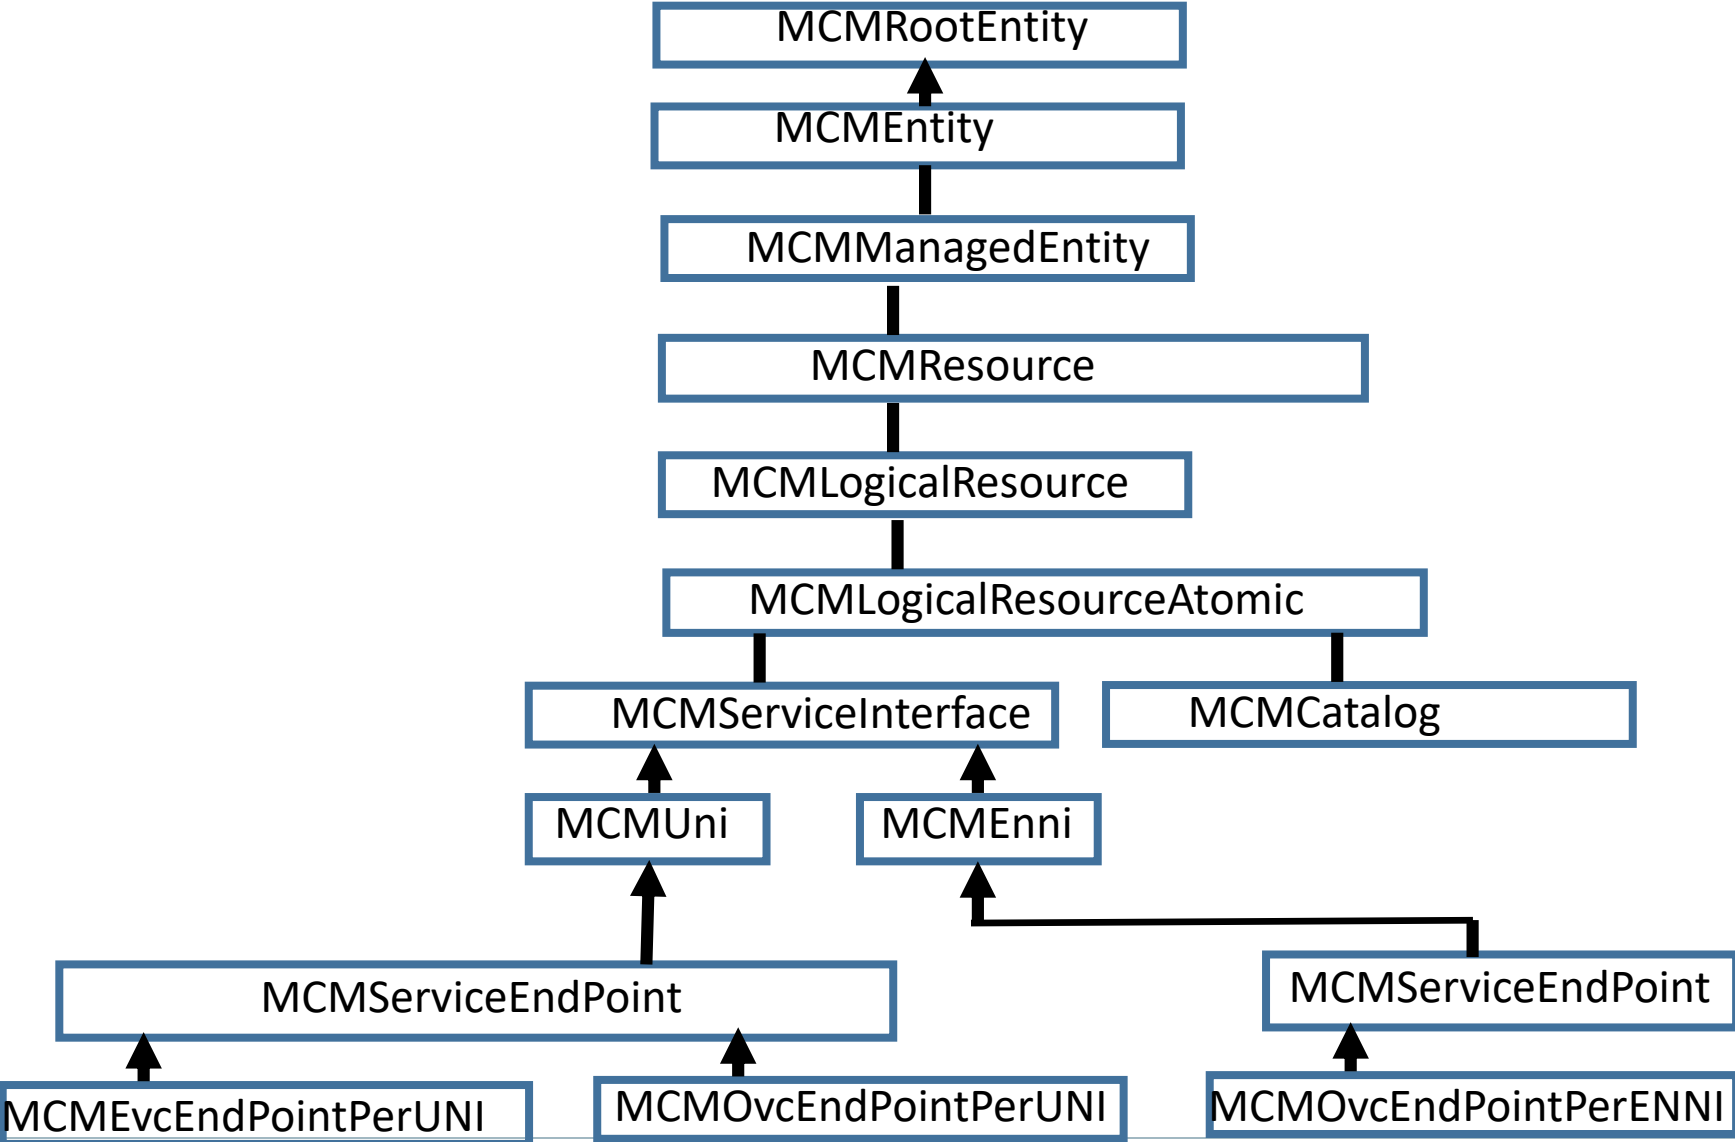 MCMRootEntity
MCMEntity
MCMManagedEntity
MCMResource
MCMLogicalResource
MCMLogicalResourceAtomic
MCMServiceInterface
MCMCatalog
MCMUni
MCMEnni
MCMServiceEndPoint
MCMServiceEndPoint
MCMEvcEndPointPerUNI
MCMOvcEndPointPerUNI
MCMOvcEndPointPerENNI